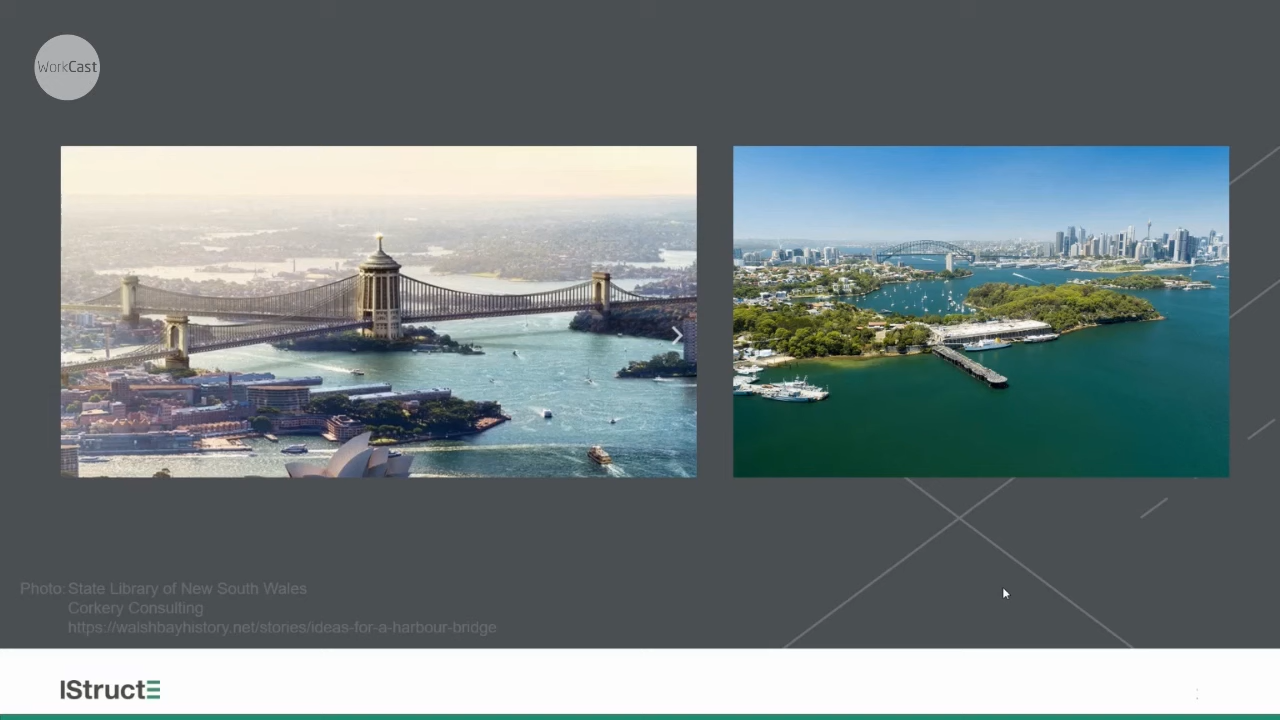 WorkCast
Photo: State Library of New South Wales
Corkery Consulting
https://walshbayhistory.net/stories/ideas-for-a-harbour-bridge
IStructE